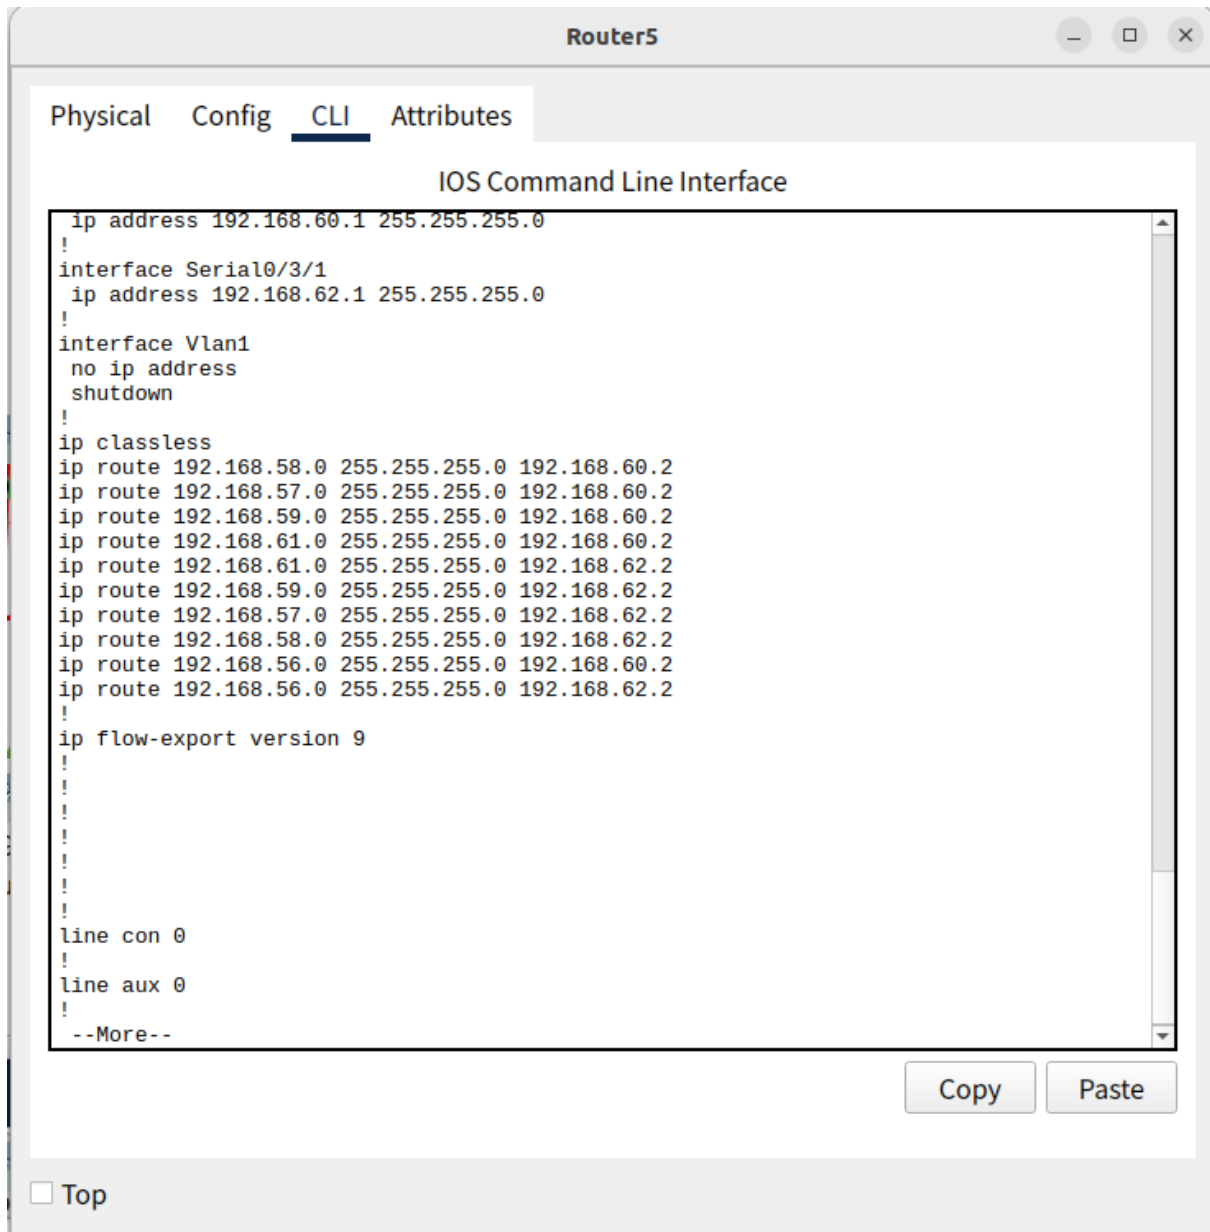 Router5
Physical Config CLI Attributes
IOS Command Line Interface
ip address 192.168.60.1 255.255.255.0
!
interface Serial0/3/1
ip address 192.168.62.1 255.255.255.0
!
interface Vlan1
no ip address
shutdown
!
ip classless
ip route 192.168.58.0 255.255.255.0 192.168.60.2
ip route 192.168.57.0 255.255.255.0 192.168.60.2
ip route 192.168.59.0 255.255.255.0 192.168.60.2
ip route 192.168.61.0 255.255.255.0 192.168.60.2
ip route 192.168.61.0 255.255.255.0 192.168.62.2
ip route 192.168.59.0 255.255.255.0 192.168.62.2
ip route 192.168.57.0 255.255.255.0 192.168.62.2
ip route 192.168.58.0 255.255.255.0 192.168.62.2
ip route 192.168.56.0 255.255.255.0 192.168.60.2
ip route 192.168.56.0 255.255.255.0 192.168.62.2
!
ip flow-export version 9
!
!
!
!
!
!
!
line con 0
!
line aux 0
!
--More--
Copy Paste
Top